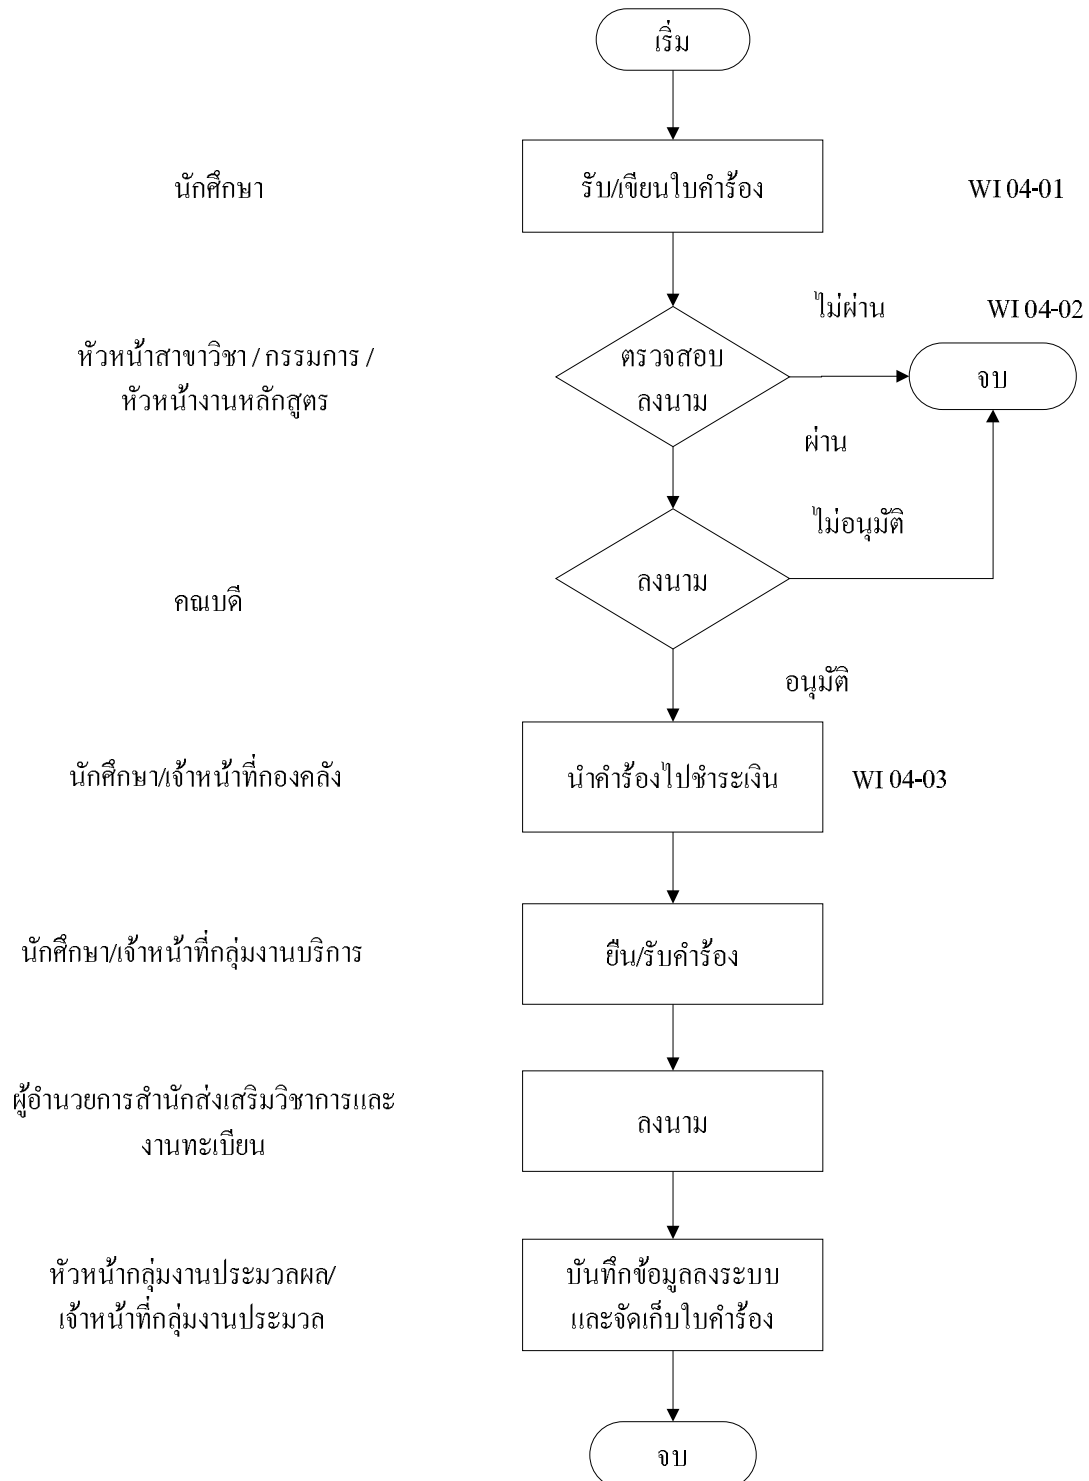 เริ่ม
นักศึกษา
รับ/เขียนใบคำร้อง
WI 04-01
ไม่ผ่าน
WI 04-02
หัวหน้าสาขาวิชา / กรรมการ /
หัวหน้างานหลักสูตร
ตรวจสอบ
ลงนาม
จบ
ผ่าน
ไม่อนุมัติ
คณบดี
ลงนาม
อนุมัติ
นักศึกษา/เจ้าหน้าที่กองคลัง
นำคำร้องไปชำระเงิน
WI 04-03
นักศึกษา/เจ้าหน้าที่กลุ่มงานบริการ
ยืน/รับคำร้อง
ผู้อำนวยการสำนักส่งเสริมวิชาการและ
งานทะเบียน
ลงนาม
หัวหน้ากลุ่มงานประมวลผล/
เจ้าหน้าที่กลุ่มงานประมวล
บันทึกข้อมูลลงระบบ
และจัดเก็บใบคำร้อง
จบ